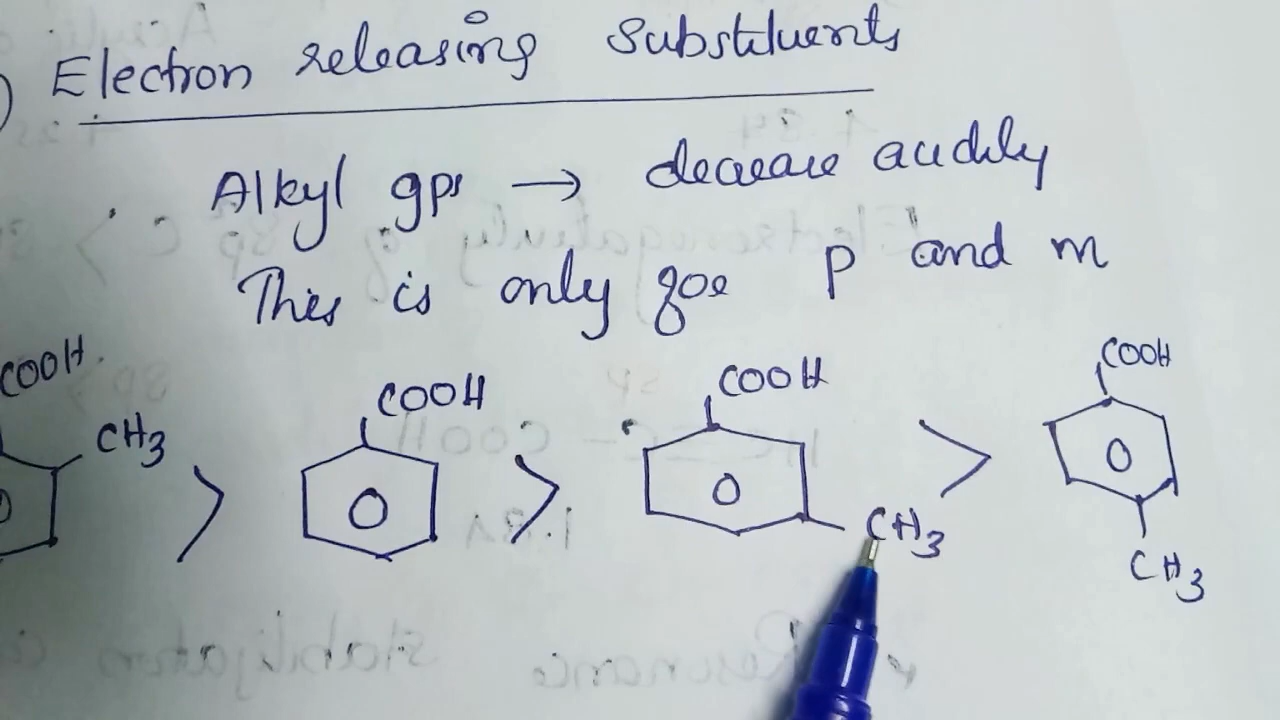 ) Electron releasing substituents
Alkyl gps → decrease acidity
This is only for p and m
COOH COOH COOH COOH
CH3 > > > CH3 CH3